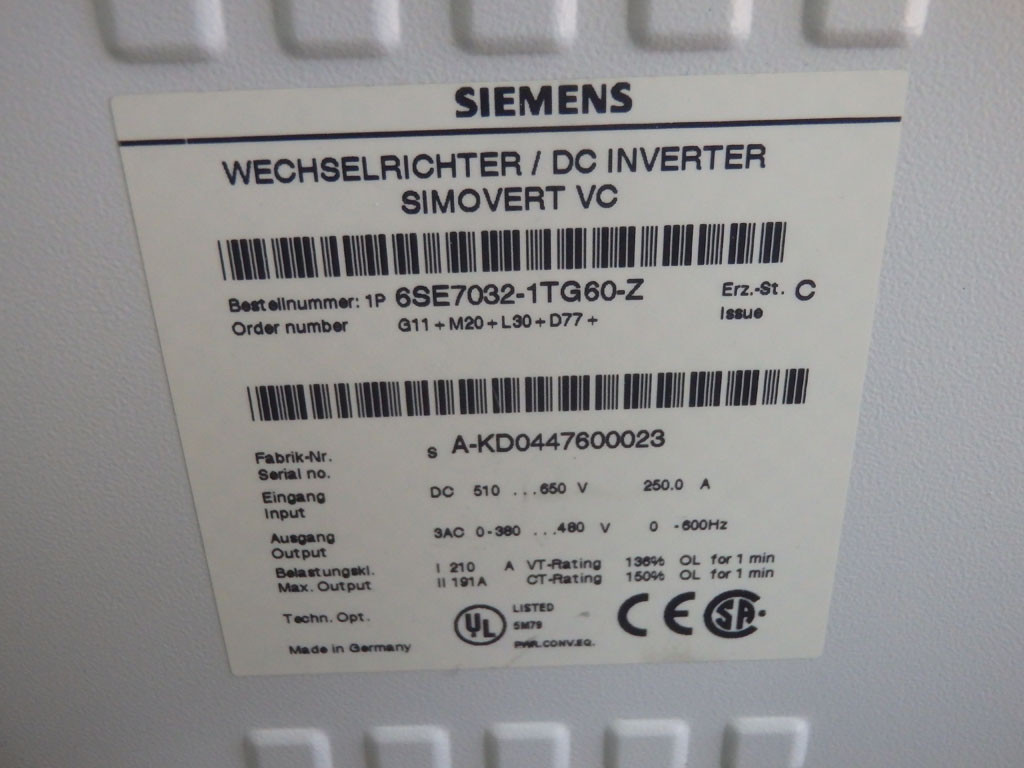 SIEMENS
WECHSELRICHTER / DC INVERTER
SIMOVERT VC
Bestellnummer: 1P 6SE7032-1TG60-Z Erz.-St. C
Order number G11+M20+L30+D77+ Issue
Fabrik-Nr. S A-KD0447600023
Serial no.
Eingang DC 510 ...650 V 250.0 A
Input
Ausgang 3AC 0-380 ...480 V 0 -600Hz
Output
Belastungskl. I 210 A VT-Rating 136% OL for 1 min
Max. Output II 191A CT-Rating 150% OL for 1 min
Techn. Opt. UL LISTED CE SA
5M79
PWR.CONV.EQ.
Made in Germany